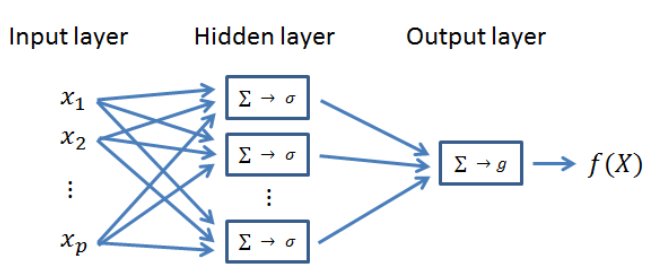 Input layer Hidden layer Output layer
x₁
Σ → σ
x₂
Σ → σ
Σ → g
f(X)
⋮
⋮
xₚ
Σ → σ